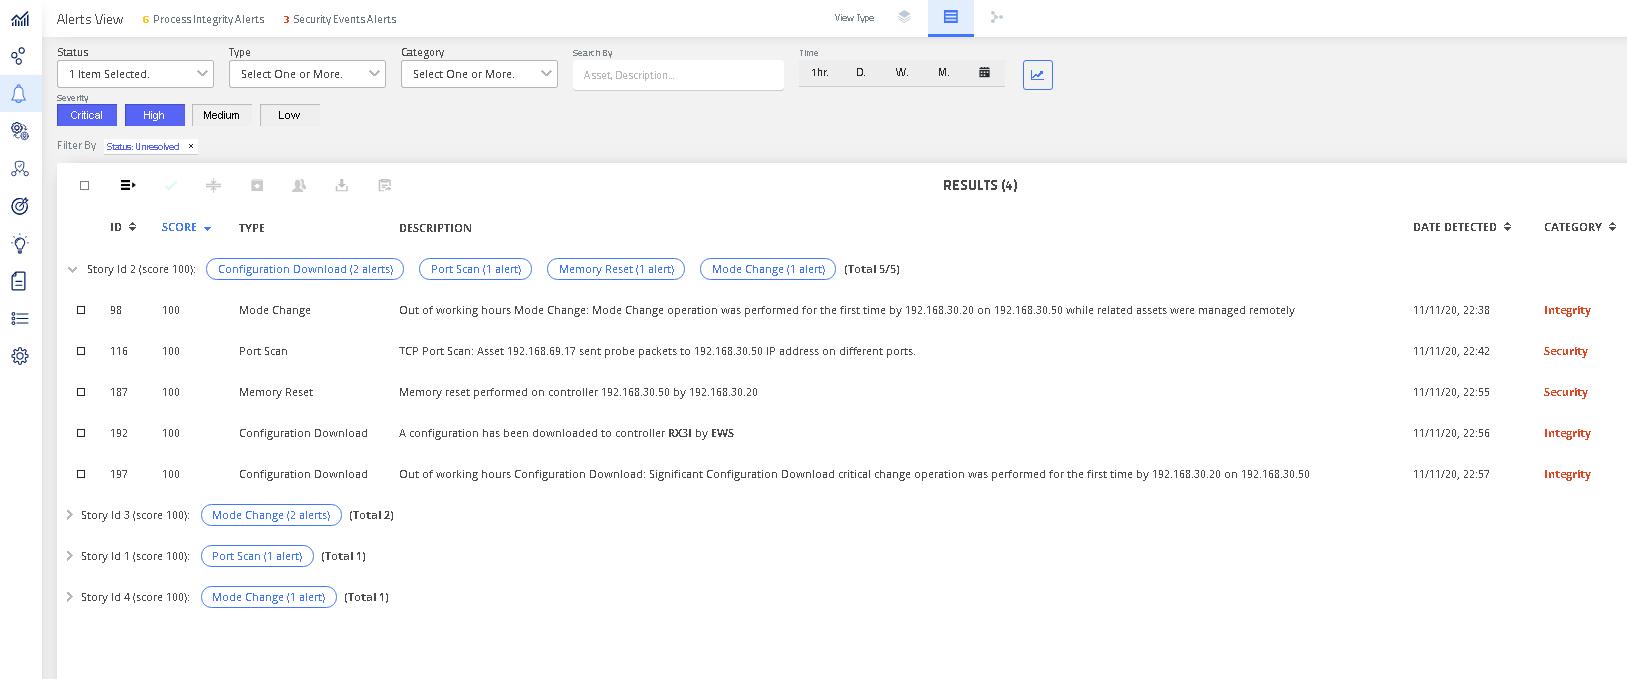 Alerts View 6 Process Integrity Alerts 3 Security Events Alerts View Type
Status Type Category Search By Time
1 Item Selected. Select One or More. Select One or More. Asset, Description... 1hr. D. W. M.
Severity
Critical High Medium Low
Filter By Status: Unresolved ×
RESULTS (4)
ID SCORE TYPE DESCRIPTION DATE DETECTED CATEGORY
Story Id 2 (score 100): Configuration Download (2 alerts) Port Scan (1 alert) Memory Reset (1 alert) Mode Change (1 alert) (Total 5/5)
98 100 Mode Change Out of working hours Mode Change: Mode Change operation was performed for the first time by 192.168.30.20 on 192.168.30.50 while related assets were managed remotely 11/11/20, 22:38 Integrity
116 100 Port Scan TCP Port Scan: Asset 192.168.69.17 sent probe packets to 192.168.30.50 IP address on different ports. 11/11/20, 22:42 Security
187 100 Memory Reset Memory reset performed on controller 192.168.30.50 by 192.168.30.20 11/11/20, 22:55 Security
192 100 Configuration Download A configuration has been downloaded to controller RX3I by EWS 11/11/20, 22:56 Integrity
197 100 Configuration Download Out of working hours Configuration Download: Significant Configuration Download critical change operation was performed for the first time by 192.168.30.20 on 192.168.30.50 11/11/20, 22:57 Integrity
Story Id 3 (score 100): Mode Change (2 alerts) (Total 2)
Story Id 1 (score 100): Port Scan (1 alert) (Total 1)
Story Id 4 (score 100): Mode Change (1 alert) (Total 1)